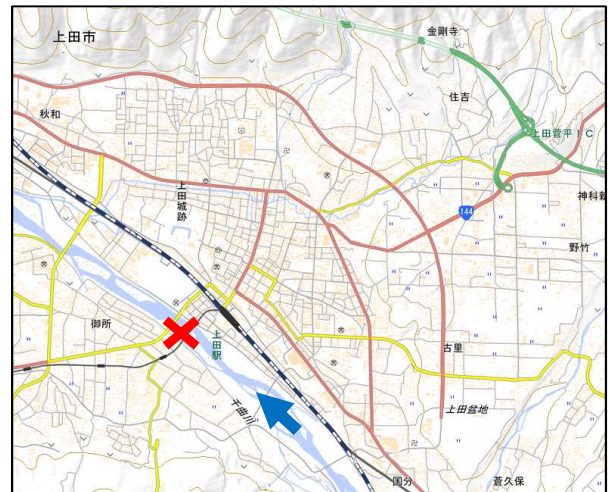 上田市
金剛寺
住吉
秋和
上田菅平IC
上田城跡
神科新
144
野竹
御所
上田駅
古里
千曲川
上田盆地
国分
蒼久保